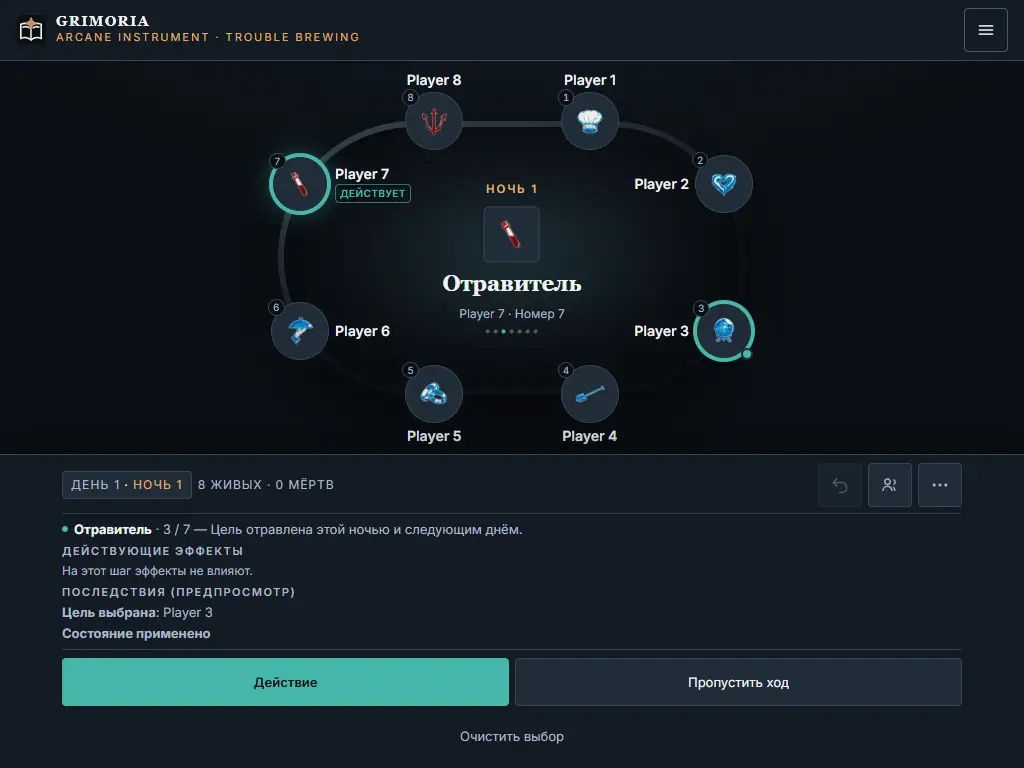 GRIMORIA
ARCANE INSTRUMENT · TROUBLE BREWING
Player 8
Player 1
8
1
7
Player 7
ДЕЙСТВУЕТ
НОЧЬ 1
2
Player 2
Отравитель
Player 7 · Номер 7
6
Player 6
3
Player 3
5
4
Player 5
Player 4
ДЕНЬ 1 · НОЧЬ 1
8 ЖИВЫХ · 0 МЁРТВ
Отравитель · 3 / 7 — Цель отравлена этой ночью и следующим днём.
ДЕЙСТВУЮЩИЕ ЭФФЕКТЫ
На этот шаг эффекты не влияют.
ПОСЛЕДСТВИЯ (ПРЕДПРОСМОТР)
Цель выбрана: Player 3
Состояние применено
Действие
Пропустить ход
Очистить выбор